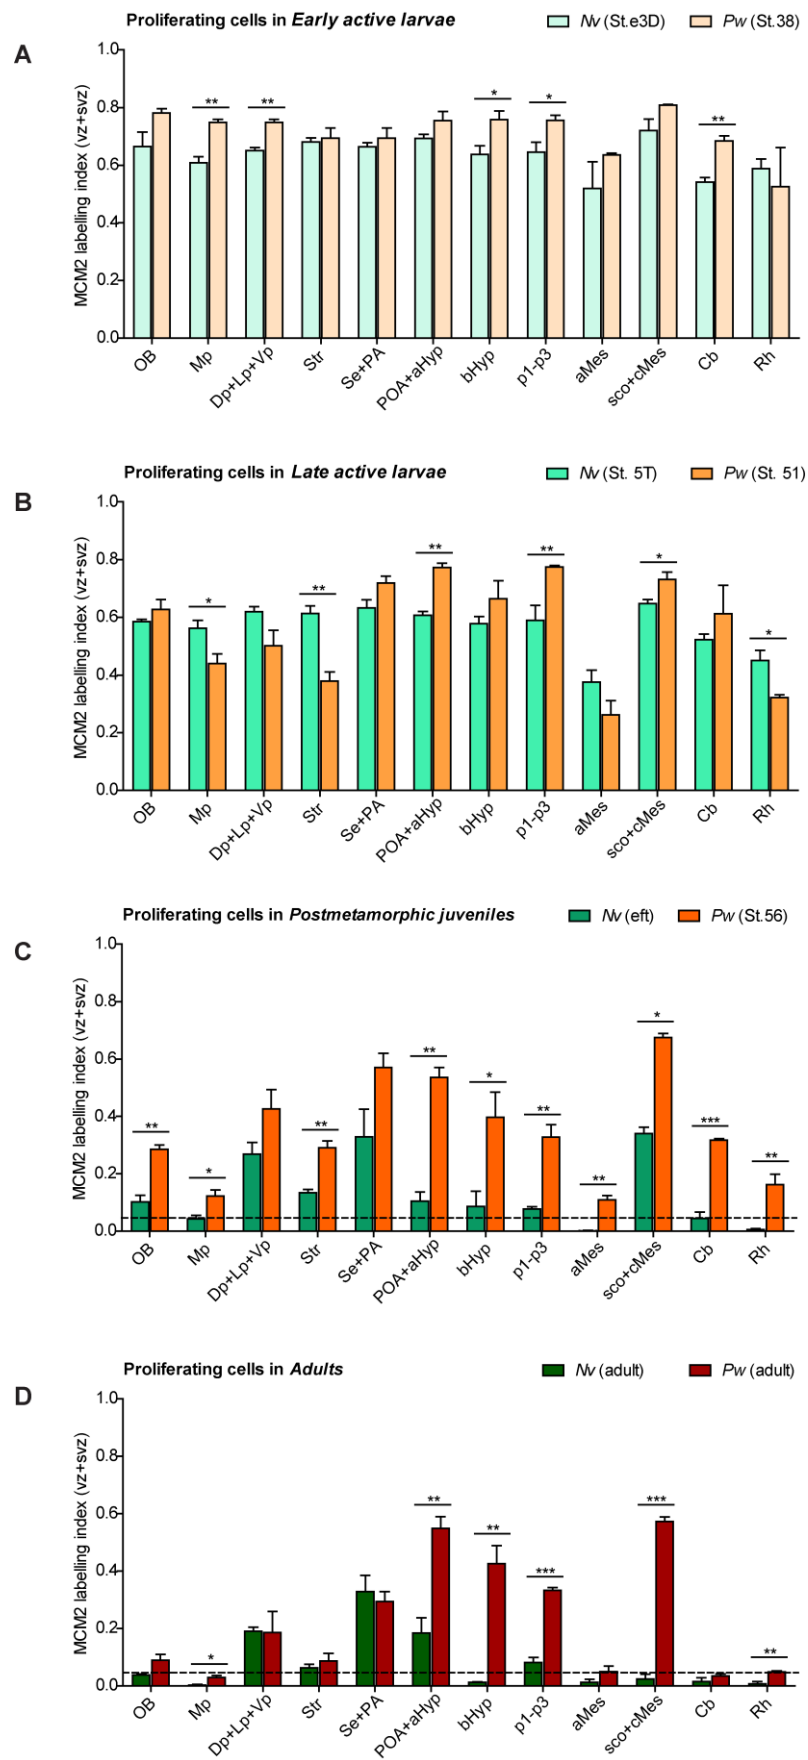 Proliferating cells in Early active larvae
Nv (St.e3D) Pw (St.38)
A
MCM2 labelling index (vz+svz)
1.0
0.8
0.6
0.4
0.2
0.0
** ** * * **
OB Mp Dp+Lp+Vp Str Se+PA POA+aHyp bHyp p1-p3 aMes sco+cMes Cb Rh
Proliferating cells in Late active larvae
Nv (St. 5T) Pw (St. 51)
B
MCM2 labelling index (vz+svz)
1.0
0.8
0.6
0.4
0.2
0.0
* ** ** ** * *
OB Mp Dp+Lp+Vp Str Se+PA POA+aHyp bHyp p1-p3 aMes sco+cMes Cb Rh
Proliferating cells in Postmetamorphic juveniles
Nv (eft) Pw (St.56)
C
MCM2 labelling index (vz+svz)
1.0
0.8
0.6
0.4
0.2
0.0
** * ** ** * ** ** * *** **
OB Mp Dp+Lp+Vp Str Se+PA POA+aHyp bHyp p1-p3 aMes sco+cMes Cb Rh
Proliferating cells in Adults
Nv (adult) Pw (adult)
D
MCM2 labelling index (vz+svz)
1.0
0.8
0.6
0.4
0.2
0.0
* ** ** *** *** **
OB Mp Dp+Lp+Vp Str Se+PA POA+aHyp bHyp p1-p3 aMes sco+cMes Cb Rh